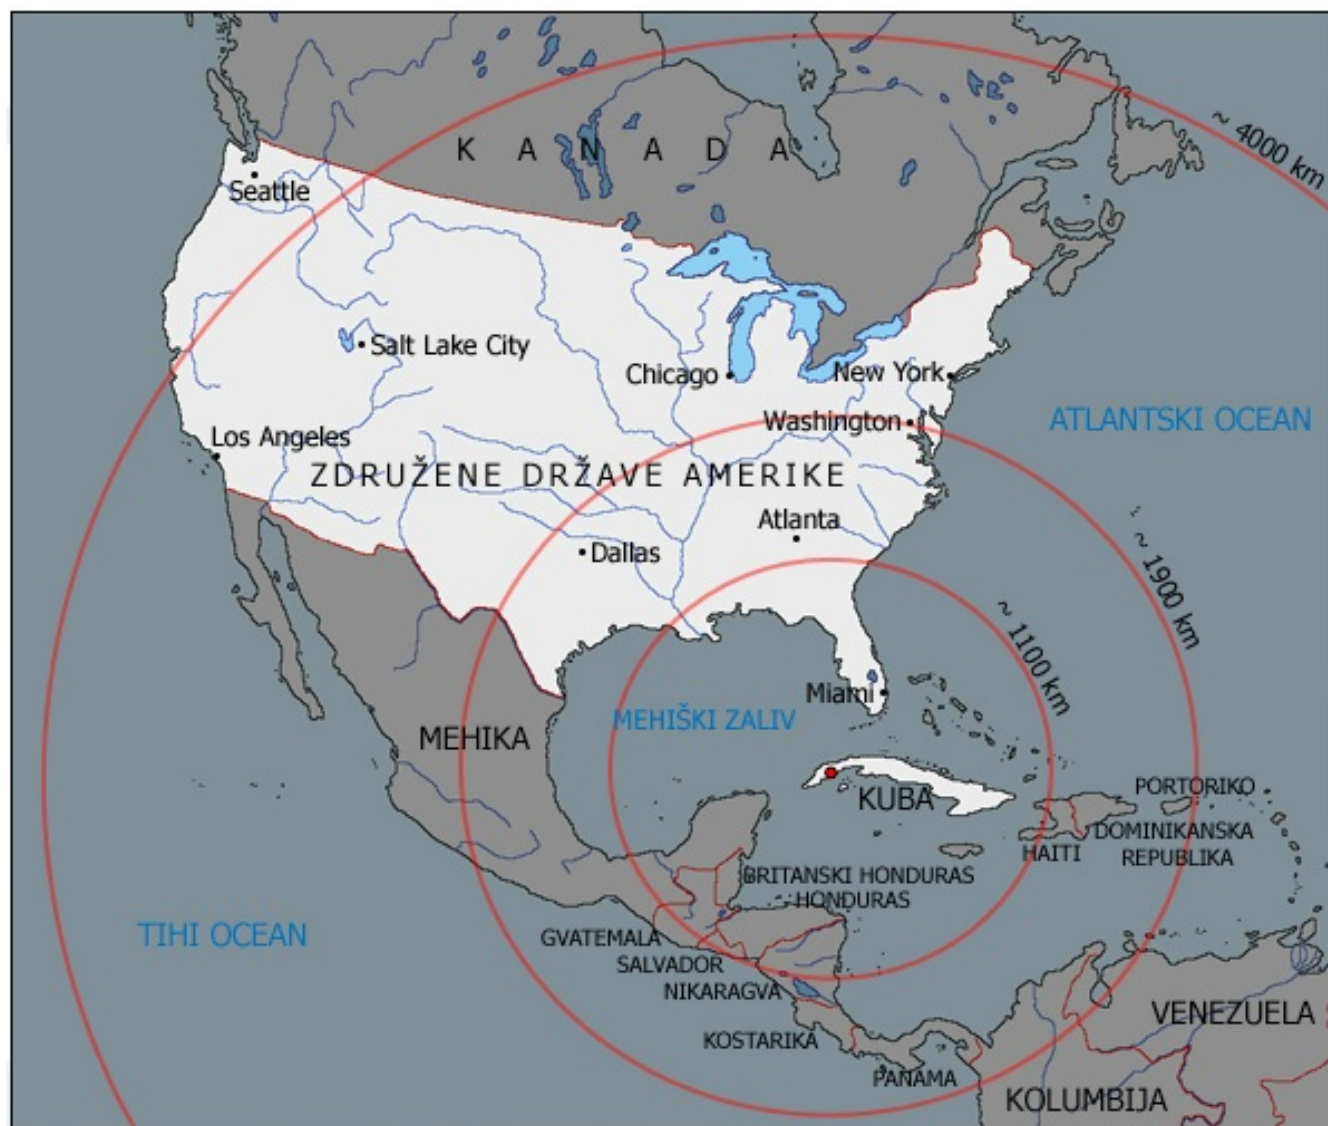 ~ 4000 km
K A N A D A
Seattle
Salt Lake City
Chicago
New York
Washington
ATLANTSKI OCEAN
Los Angeles
ZDRUŽENE DRŽAVE AMERIKE
Atlanta
Dallas
~ 1900 km
~ 1100 km
Miami
MEHIŠKI ZALIV
MEHIKA
KUBA
PORTORIKO
DOMINIKANSKA
REPUBLIKA
HAITI
BRITANSKI HONDURAS
HONDURAS
TIHI OCEAN
GVATEMALA
SALVADOR
NIKARAGVA
VENEZUELA
KOSTARIKA
PANAMA
KOLUMBIJA